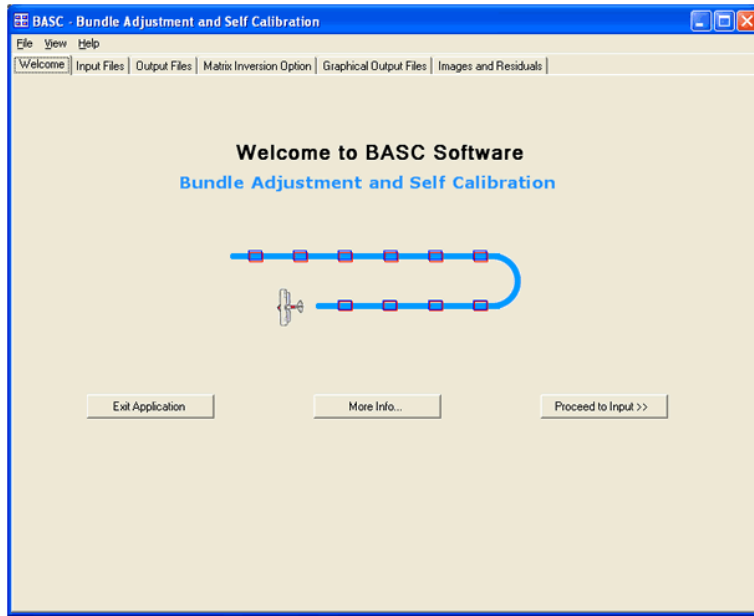 BASC - Bundle Adjustment and Self Calibration
File View Help
Welcome Input Files Output Files Matrix Inversion Option Graphical Output Files Images and Residuals
Welcome to BASC Software
Bundle Adjustment and Self Calibration
Exit Application More Info... Proceed to Input >>